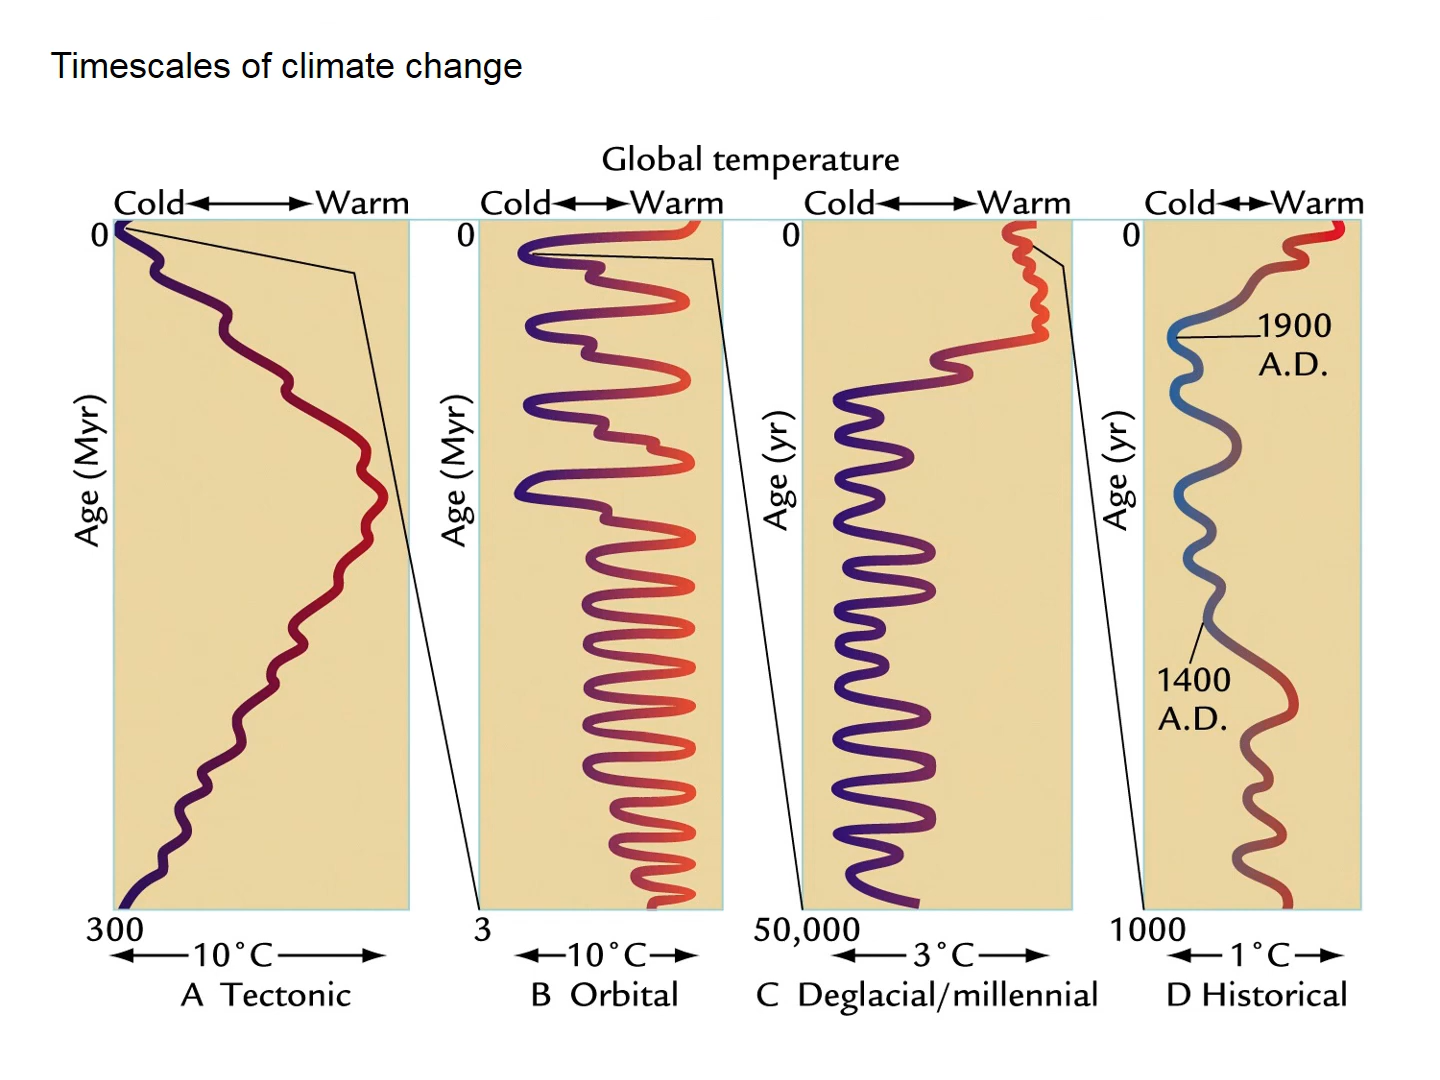 Timescales of climate change
Global temperature
Cold Warm
Cold Warm
Cold Warm
Cold Warm
0
0
0
0
Age (Myr)
Age (Myr)
Age (yr)
Age (yr)
1900
A.D.
1400
A.D.
300
3
50,000
1000
10°C
10°C
3°C
1°C
A Tectonic
B Orbital
C Deglacial/millennial
D Historical